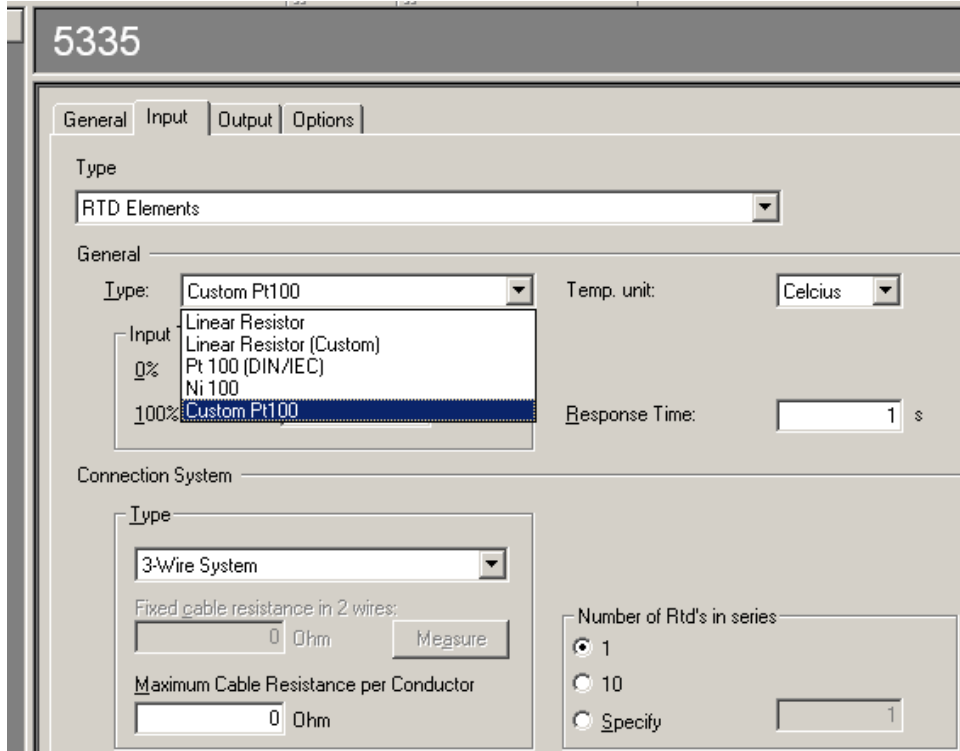 5335
General Input Output Options
Type
RTD Elements
General
Type: Custom Pt100 Temp. unit: Celcius
Linear Resistor
Linear Resistor (Custom)
Pt 100 (DIN/IEC)
Ni 100
Custom Pt100
Input
0%
100%
Response Time: 1 s
Connection System
Type
3-Wire System
Fixed cable resistance in 2 wires:
0 Ohm Measure
Maximum Cable Resistance per Conductor
0 Ohm
Number of Rtd's in series
1
10
Specify 1